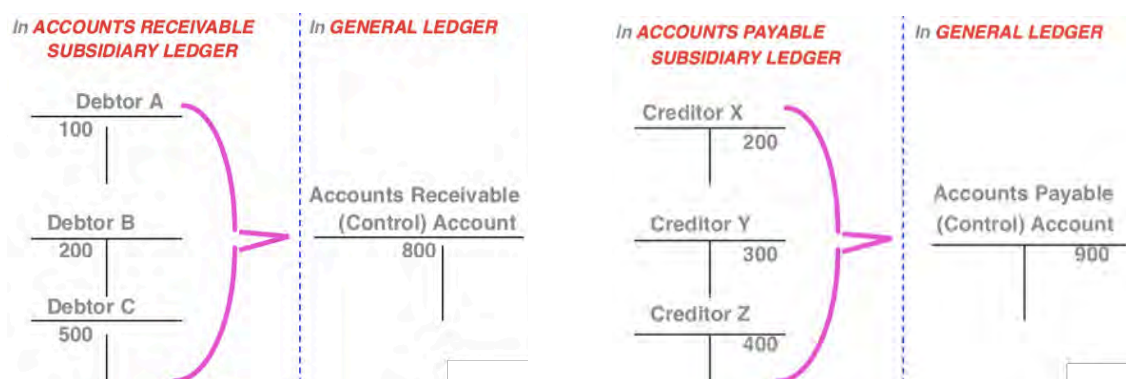 In ACCOUNTS RECEIVABLE
SUBSIDIARY LEDGER
In GENERAL LEDGER
Debtor A
100
Debtor B
200
Debtor C
500
Accounts Receivable
(Control) Account
800
In ACCOUNTS PAYABLE
SUBSIDIARY LEDGER
In GENERAL LEDGER
Creditor X
200
Creditor Y
300
Creditor Z
400
Accounts Payable
(Control) Account
900